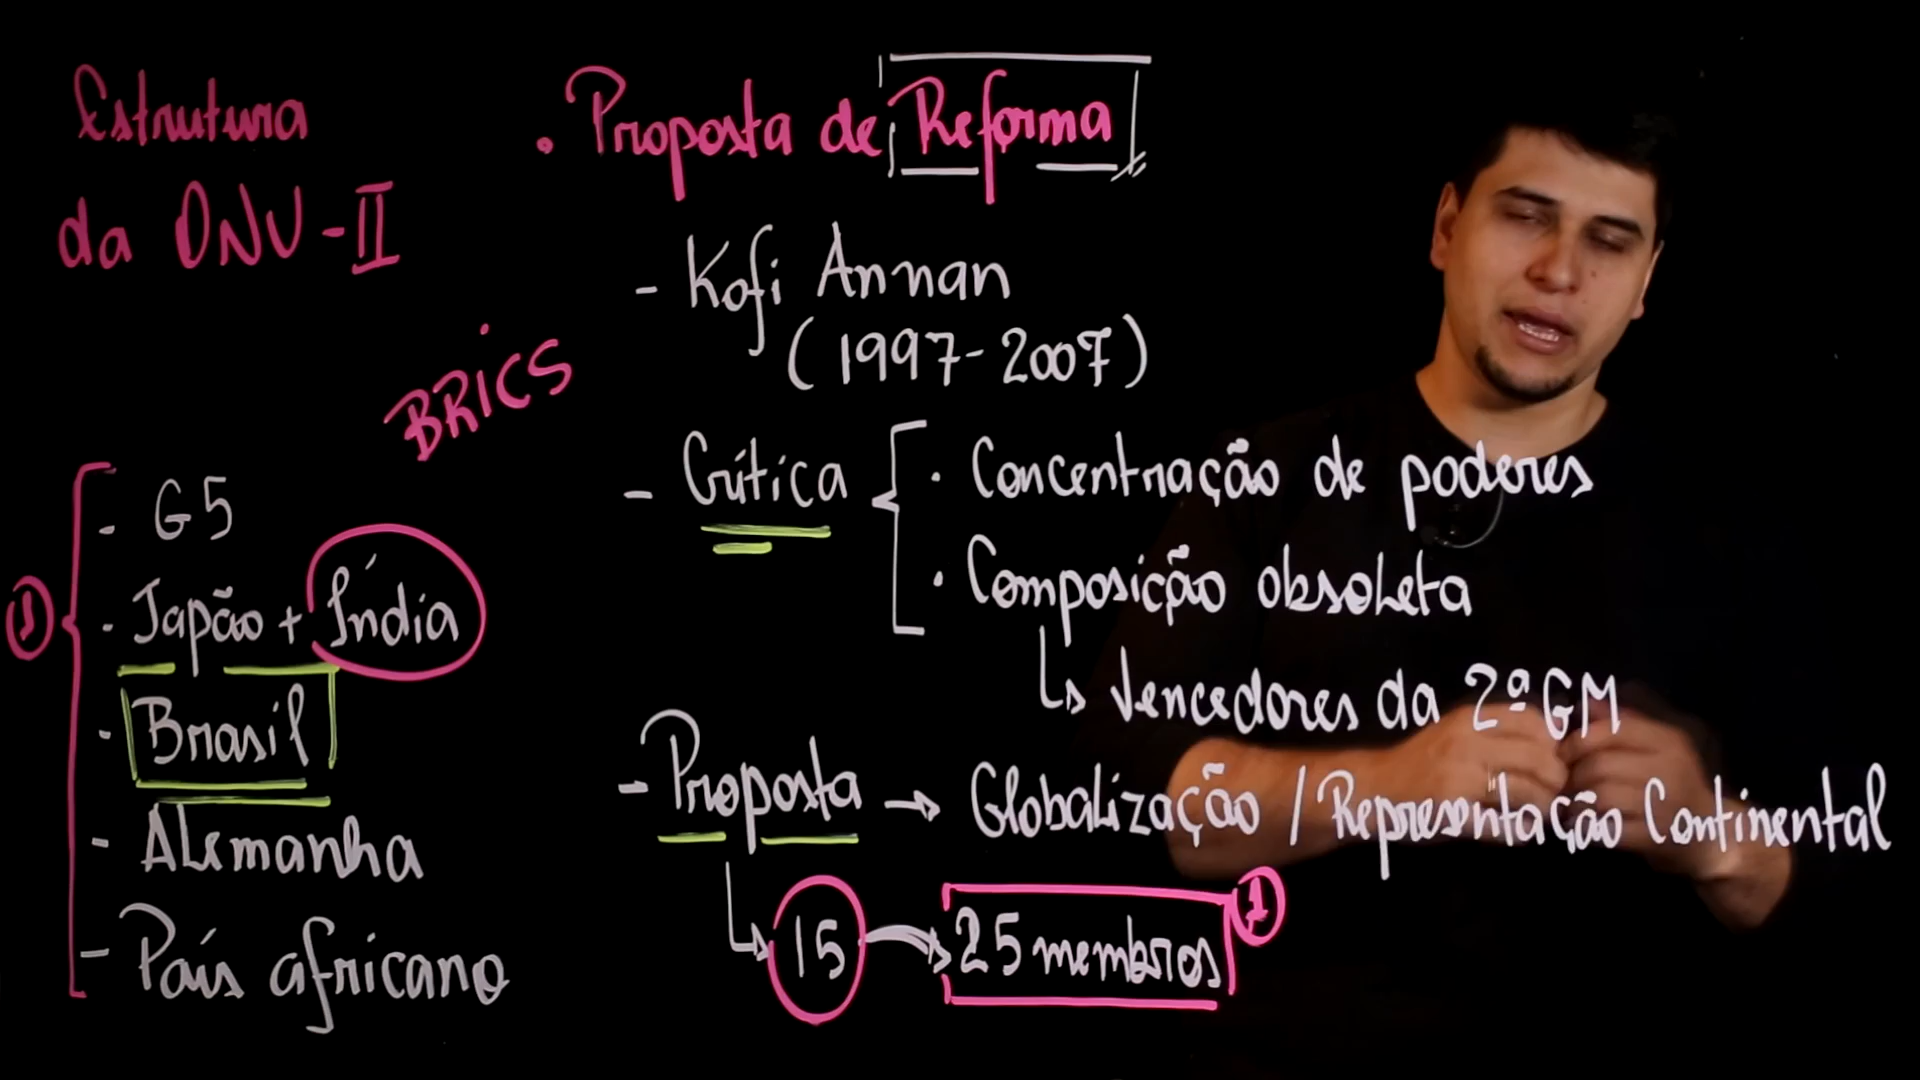 Estrutura
da ONU - II
• Proposta de Reforma
- Kofi Annan
(1997-2007)
- Crítica
• Concentração de poderes
• Composição obsoleta
↳ Vencedores da 2ª GM
- Proposta → Globalização / Representação Continental
↳ 15 → 25 membros 1
BRICS
1
- G5
- Japão + Índia
- Brasil
- Alemanha
- País africano